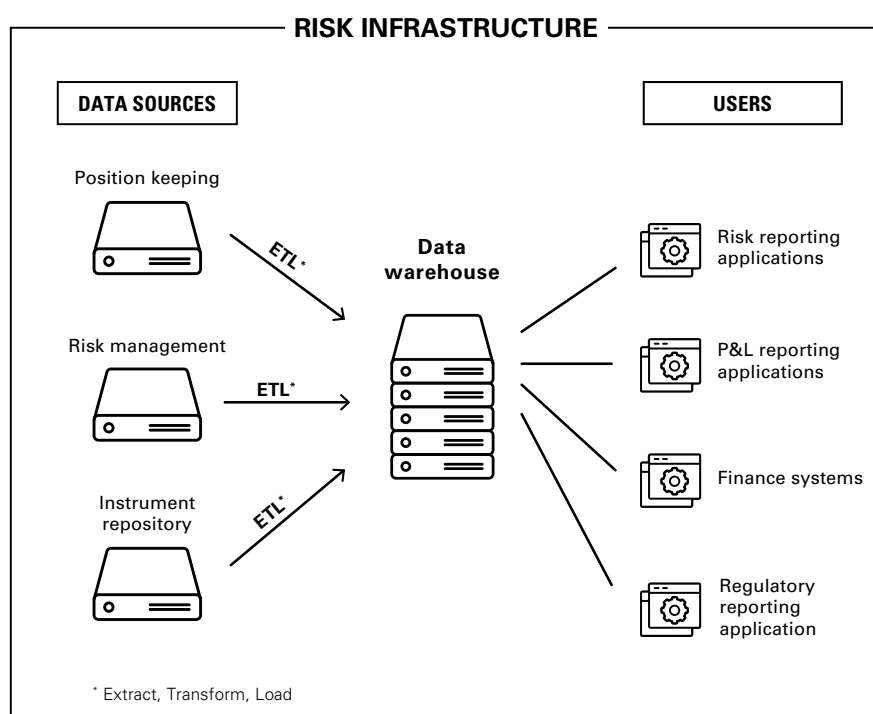 RISK INFRASTRUCTURE
DATA SOURCES
USERS
Position keeping
ETL*
Risk management
ETL*
Instrument
repository
ETL*
Data
warehouse
Risk reporting
applications
P&L reporting
applications
Finance systems
Regulatory
reporting
application
* Extract, Transform, Load